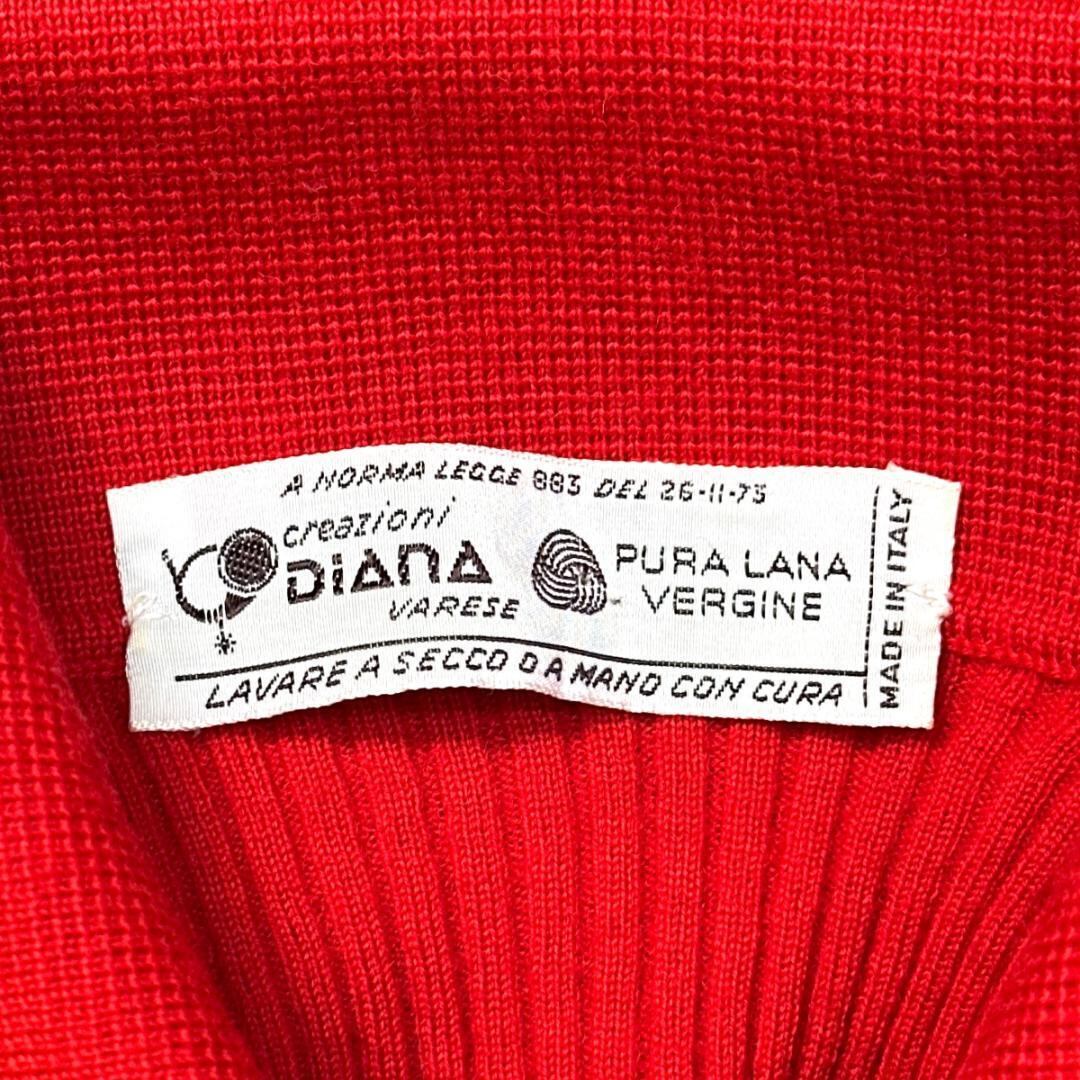 A NORMA LEGGE 883 DEL 26-11-73
creazioni
DiAnA
VARESE
PURA LANA
VERGINE
LAVARE A SECCO O A MANO CON CURA
MADE IN ITALY